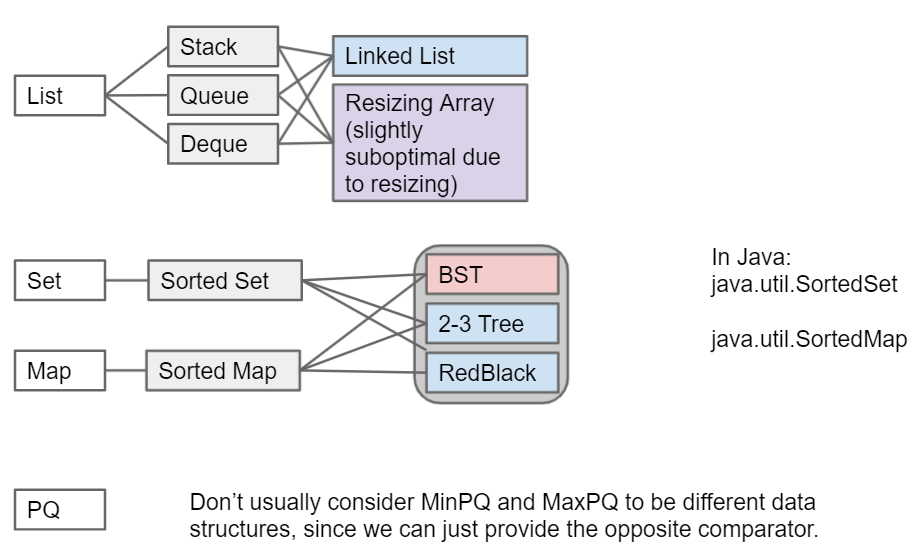 Stack
Linked List
List
Queue
Resizing Array
(slightly
suboptimal due
to resizing)
Deque
Set
Sorted Set
BST
2-3 Tree
RedBlack
In Java:
java.util.SortedSet
java.util.SortedMap
Map
Sorted Map
PQ
Don’t usually consider MinPQ and MaxPQ to be different data
structures, since we can just provide the opposite comparator.